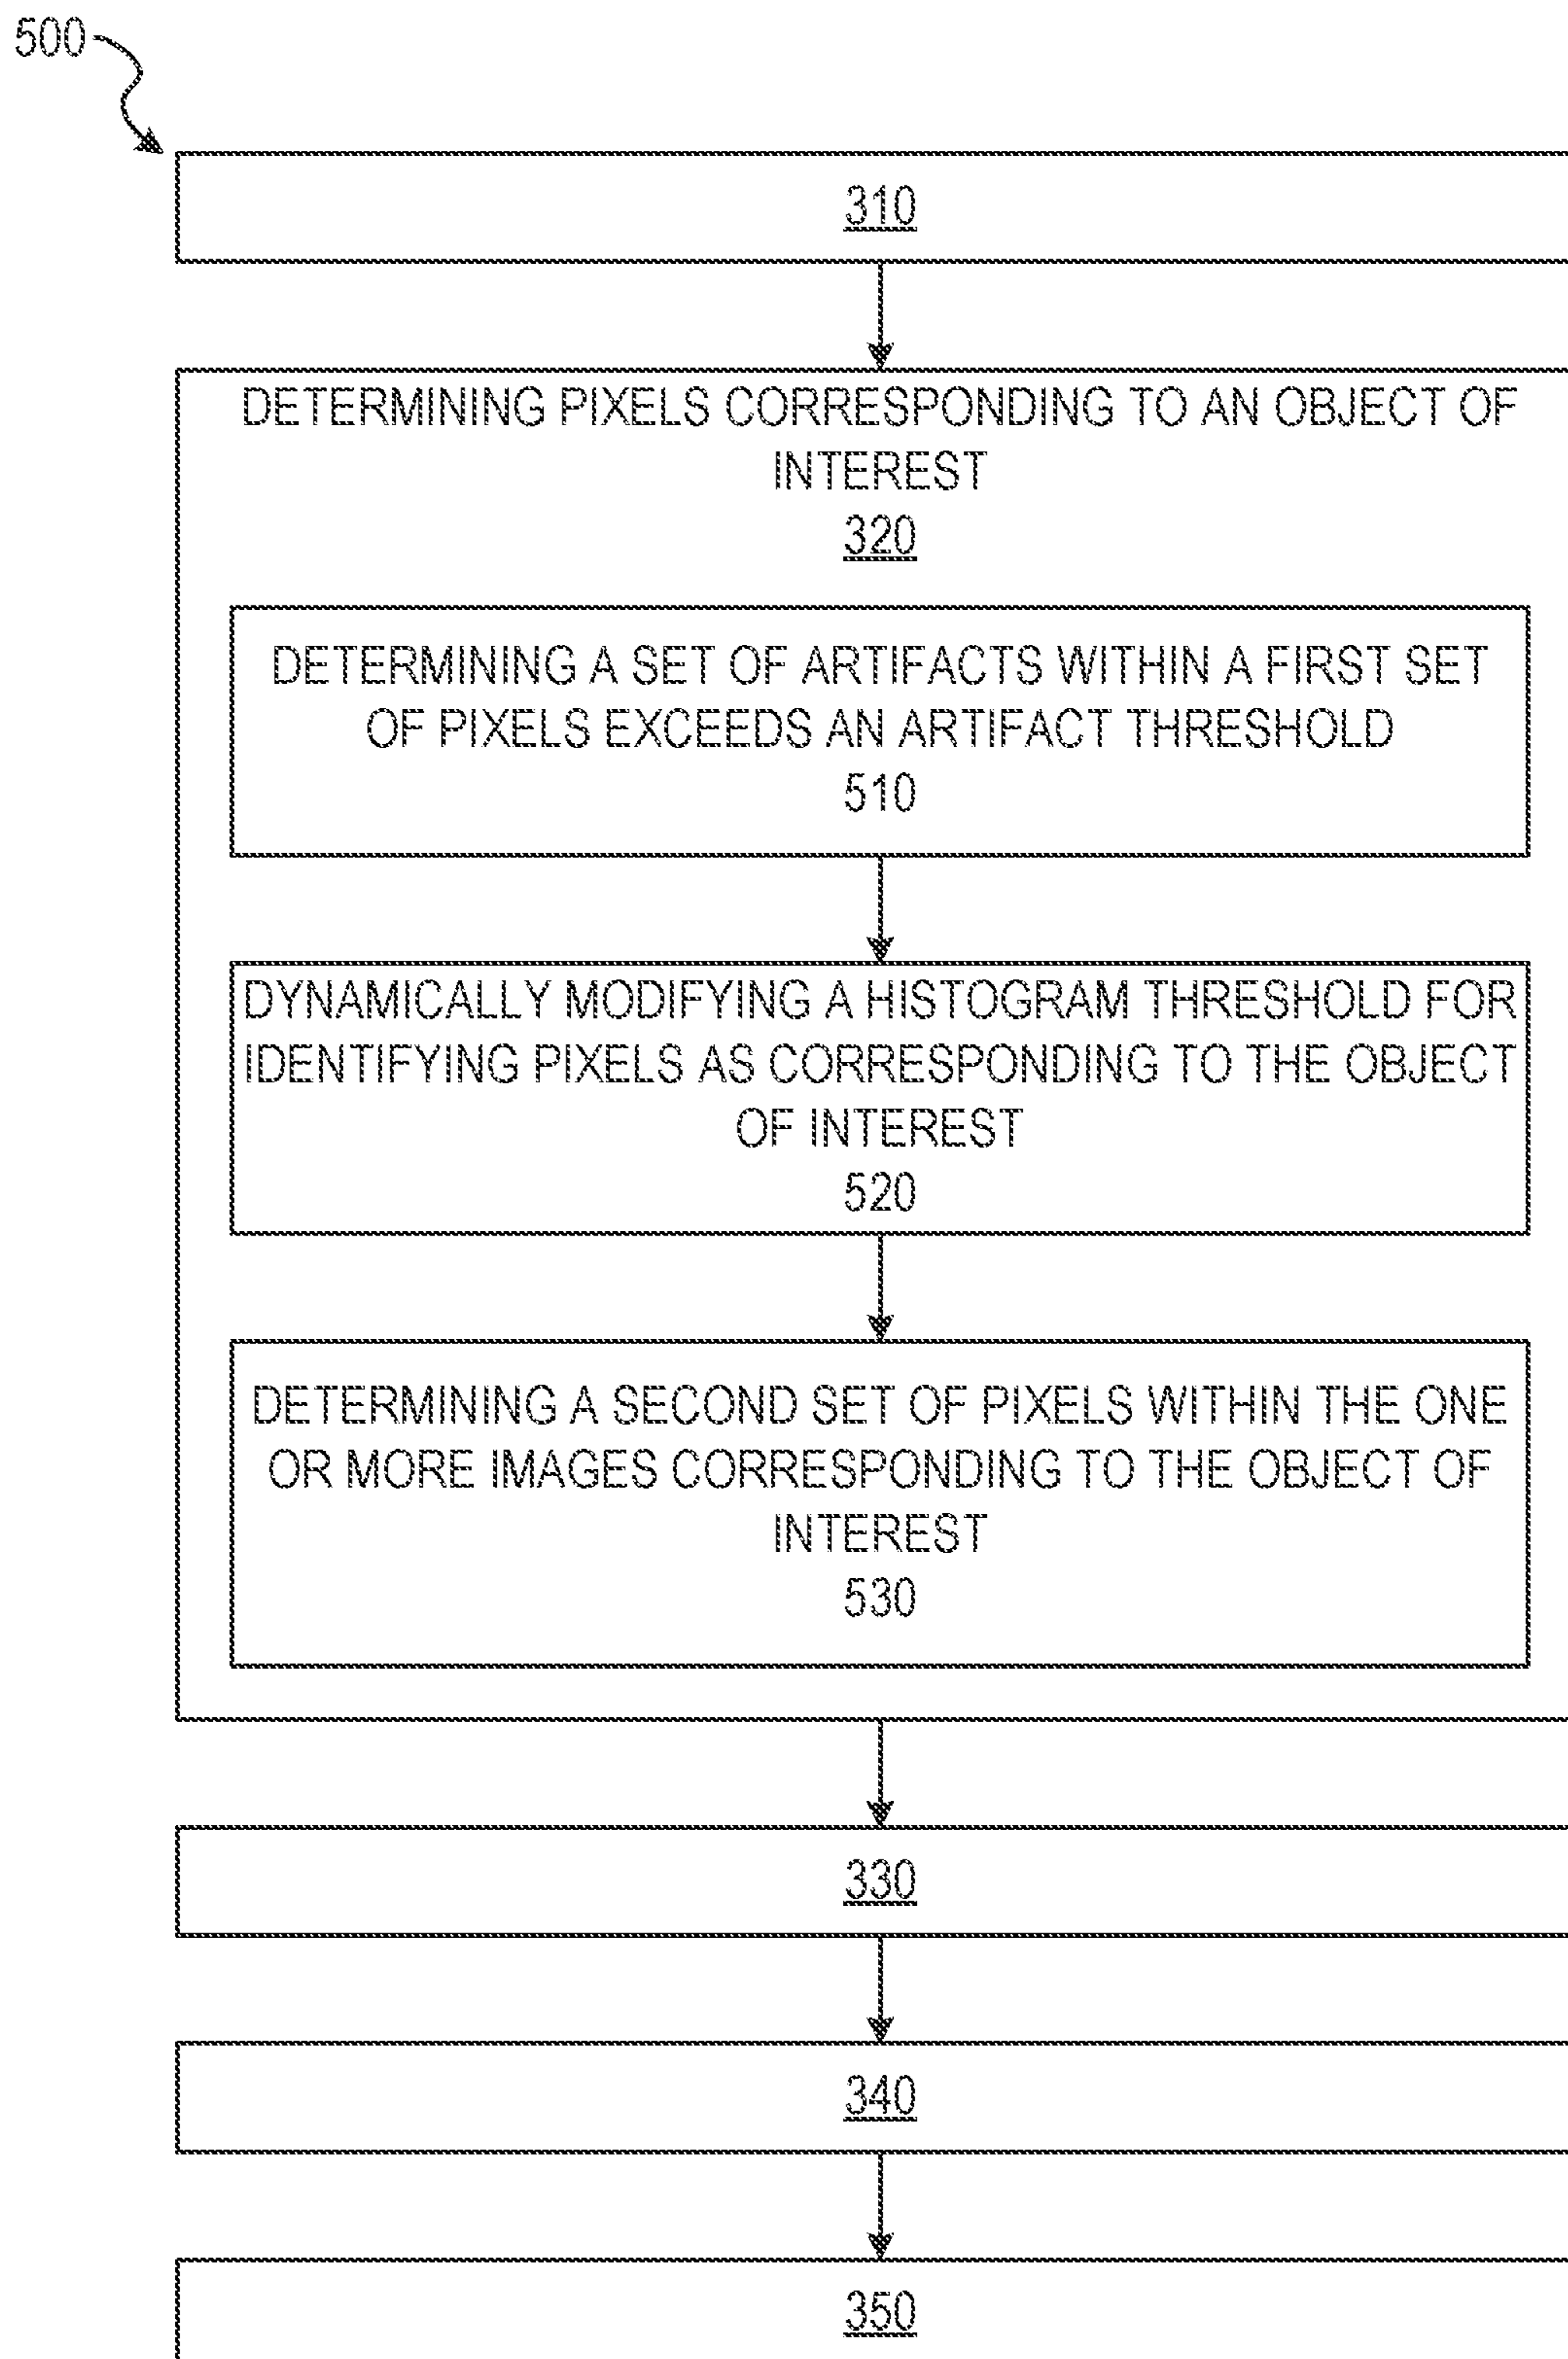 500
310
DETERMINING PIXELS CORRESPONDING TO AN OBJECT OF
INTEREST
320
DETERMINING A SET OF ARTIFACTS WITHIN A FIRST SET
OF PIXELS EXCEEDS AN ARTIFACT THRESHOLD
510
DYNAMICALLY MODIFYING A HISTOGRAM THRESHOLD FOR
IDENTIFYING PIXELS AS CORRESPONDING TO THE OBJECT
OF INTEREST
520
DETERMINING A SECOND SET OF PIXELS WITHIN THE ONE
OR MORE IMAGES CORRESPONDING TO THE OBJECT OF
INTEREST
530
330
340
350